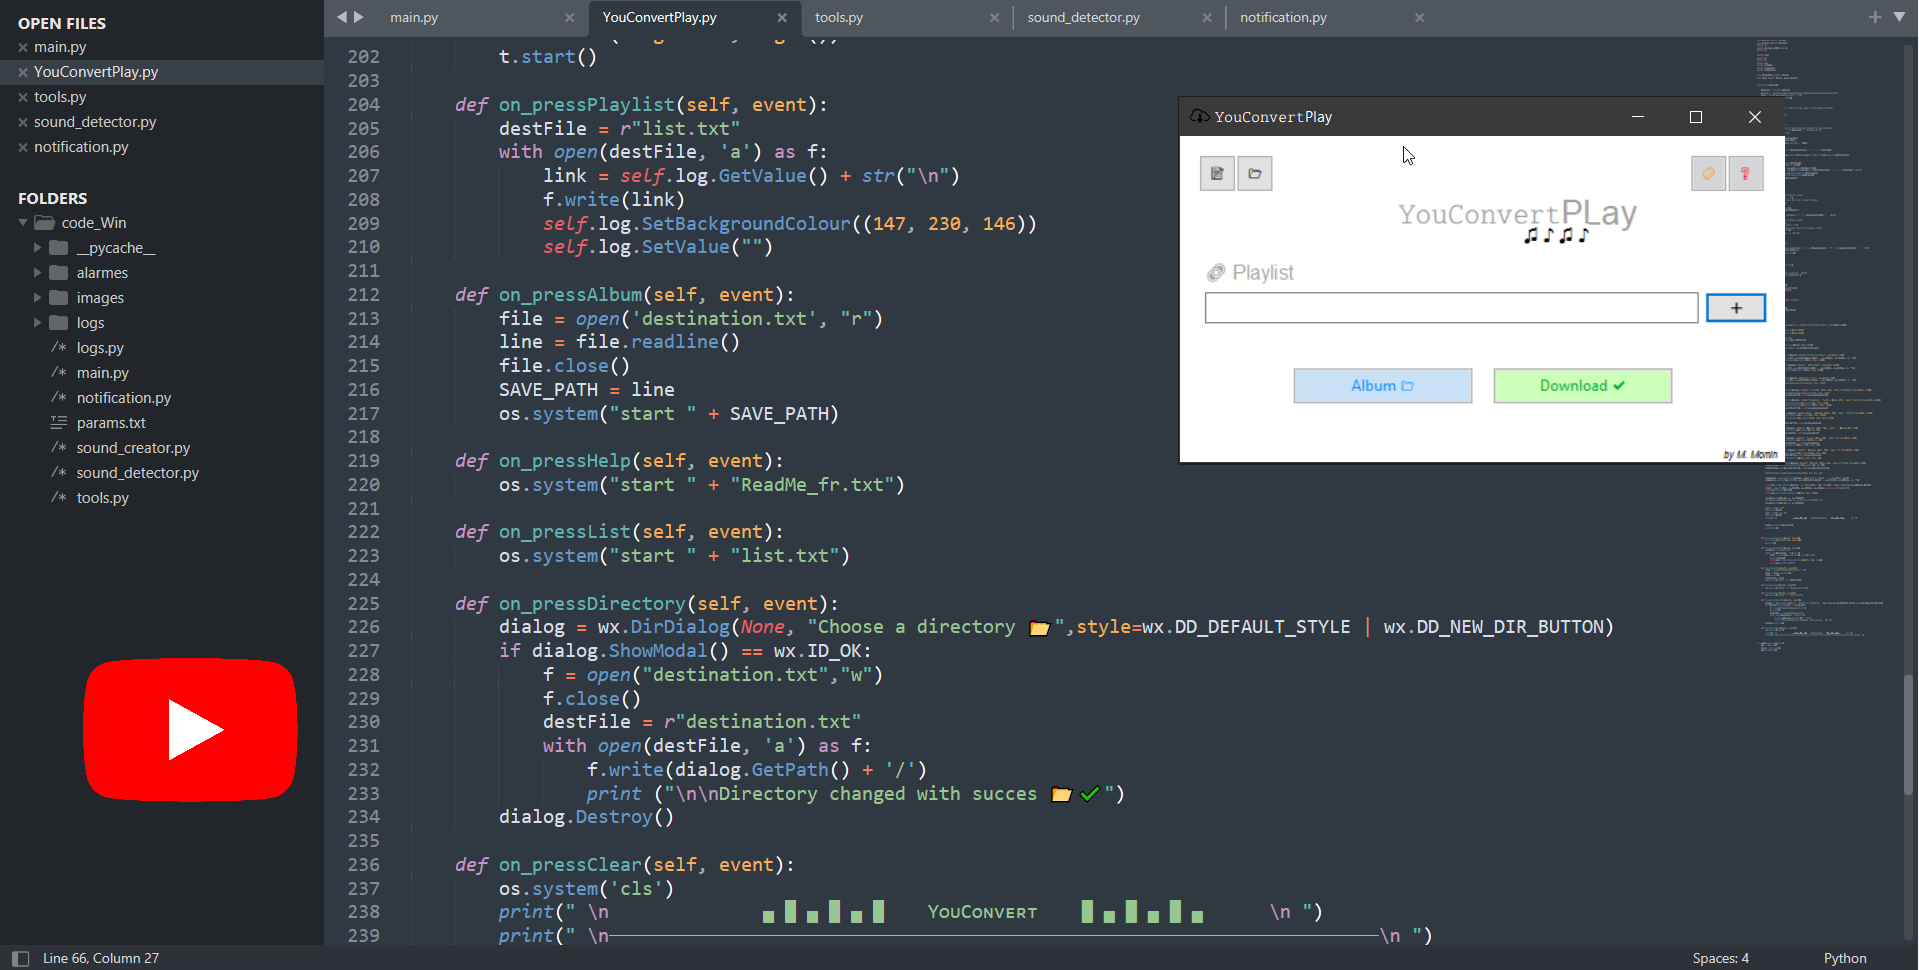 OPEN FILES
main.py
YouConvertPlay.py
tools.py
sound_detector.py
notification.py
FOLDERS
code_Win
__pycache__
alarmes
images
logs
logs.py
main.py
notification.py
params.txt
sound_creator.py
sound_detector.py
tools.py
main.py
YouConvertPlay.py
tools.py
sound_detector.py
notification.py
202 t.start()
203
204 def on_pressPlaylist(self, event):
205 destFile = r"list.txt"
206 with open(destFile, 'a') as f:
207 link = self.log.GetValue() + str("\n")
208 f.write(link)
209 self.log.SetBackgroundColour((147, 230, 146))
210 self.log.SetValue("")
211
212 def on_pressAlbum(self, event):
213 file = open('destination.txt', "r")
214 line = file.readline()
215 file.close()
216 SAVE_PATH = line
217 os.system("start " + SAVE_PATH)
218
219 def on_pressHelp(self, event):
220 os.system("start " + "ReadMe_fr.txt")
221
222 def on_pressList(self, event):
223 os.system("start " + "list.txt")
224
225 def on_pressDirectory(self, event):
226 dialog = wx.DirDialog(None, "Choose a directory 📂",style=wx.DD_DEFAULT_STYLE | wx.DD_NEW_DIR_BUTTON)
227 if dialog.ShowModal() == wx.ID_OK:
228 f = open("destination.txt","w")
229 f.close()
230 destFile = r"destination.txt"
231 with open(destFile, 'a') as f:
232 f.write(dialog.GetPath() + '/')
233 print ("\n\nDirectory changed with succes 📂 ✔")
234 dialog.Destroy()
235
236 def on_pressClear(self, event):
237 os.system('cls')
238 print(" \n ▄ █ ▄ █ ▄ █ YouConvert █ ▄ █ ▄ █ ▄ \n ")
239 print(" \n──────────────────────────────\n ")
YouConvertPlay
YouConvertPLay
♫ ♪ ♫ ♪
Playlist
+
Album
Download ✔
by M. Momin
Line 66, Column 27
Spaces: 4
Python